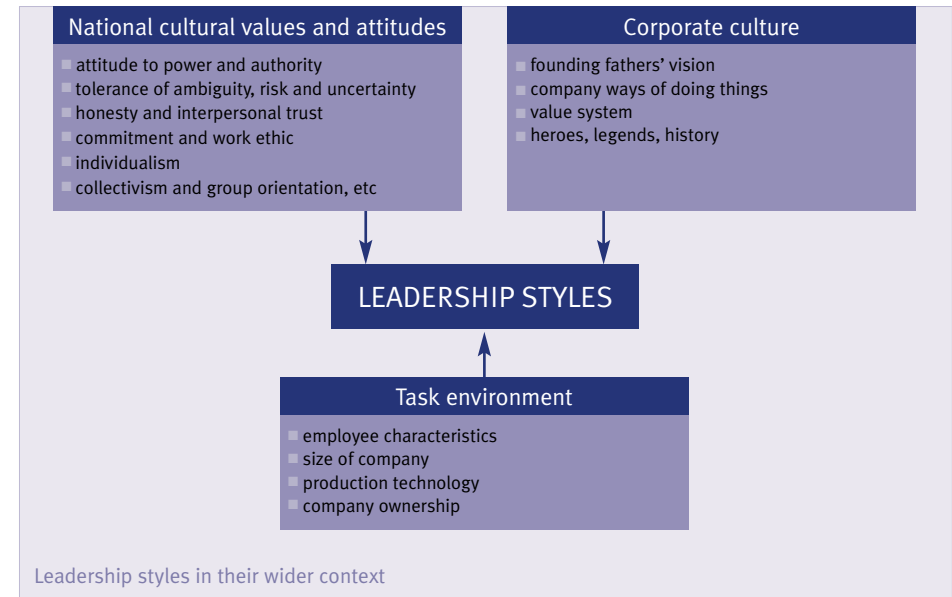 National cultural values and attitudes
attitude to power and authority
tolerance of ambiguity, risk and uncertainty
honesty and interpersonal trust
commitment and work ethic
individualism
collectivism and group orientation, etc
Corporate culture
founding fathers’ vision
company ways of doing things
value system
heroes, legends, history
LEADERSHIP STYLES
Task environment
employee characteristics
size of company
production technology
company ownership
Leadership styles in their wider context